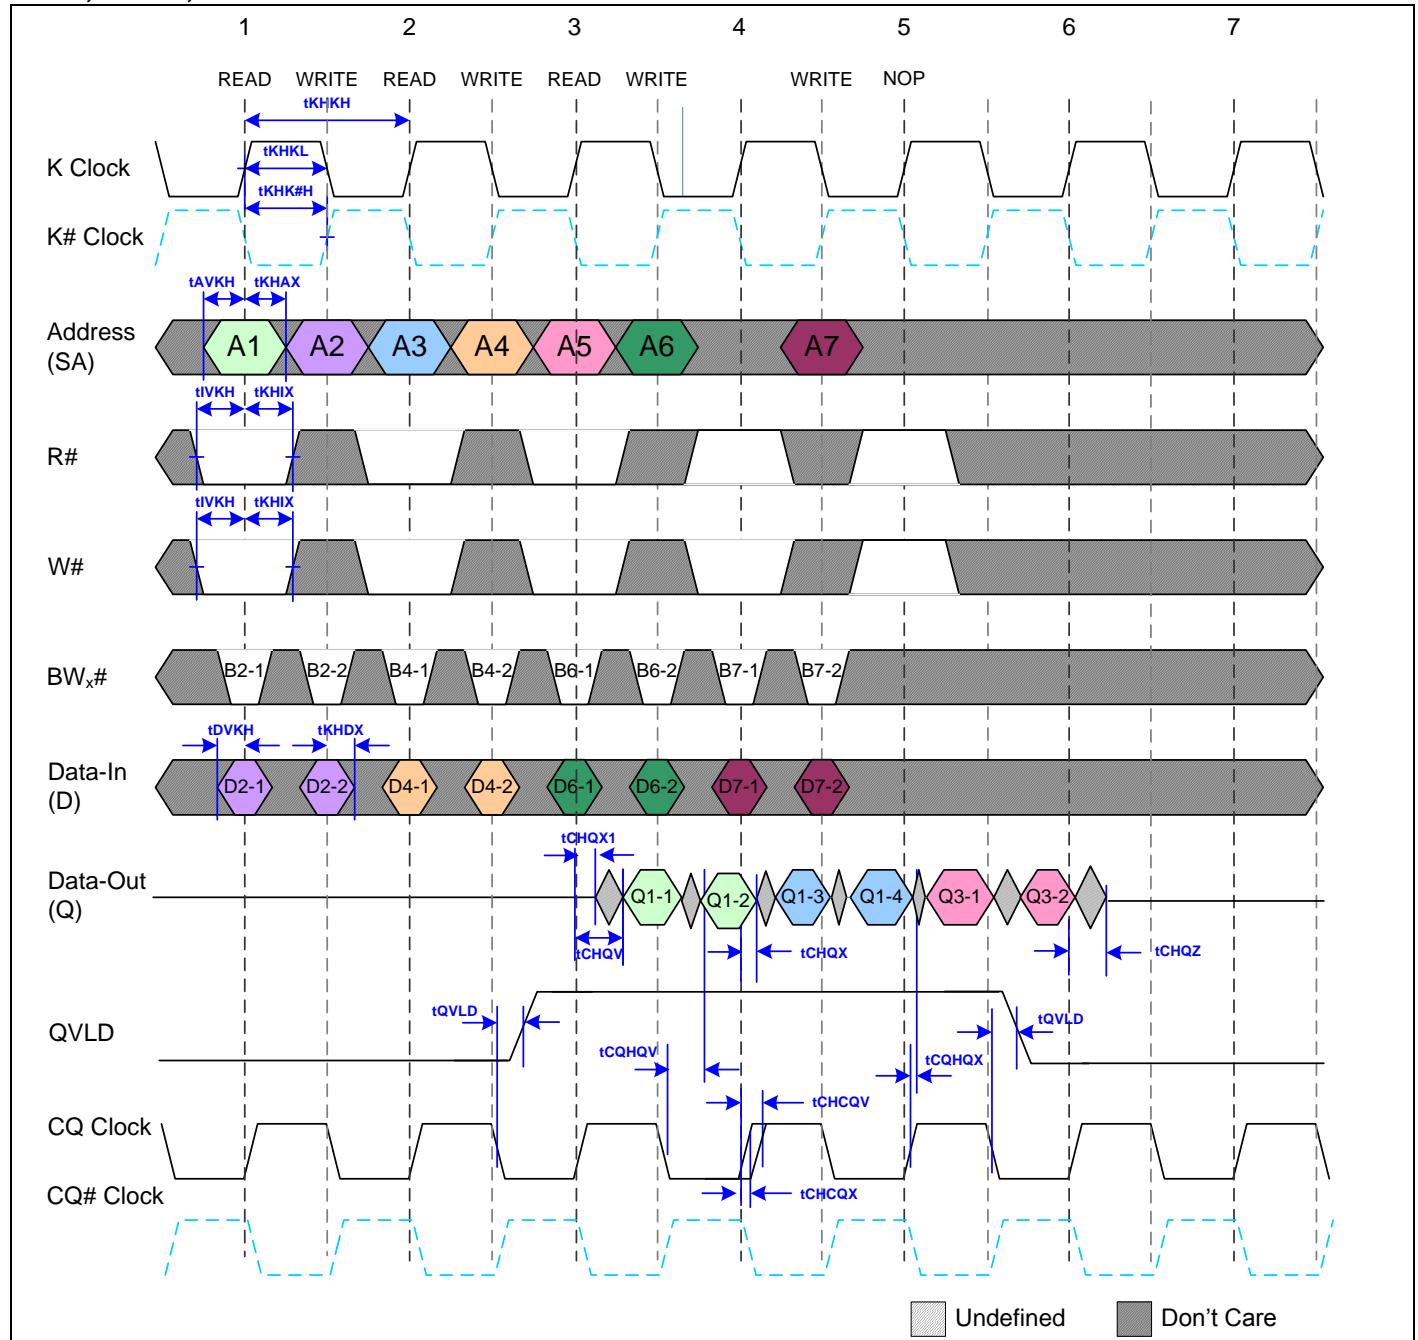 1 2 3 4 5 6 7
READ WRITE READ WRITE READ WRITE WRITE NOP
tKHKH
K Clock
tKHKL
tKHK#H
K# Clock
tAVKH tKHAX
Address
(SA)
A1 A2 A3 A4 A5 A6 A7
tIVKH tKHIX
R#
tIVKH tKHIX
W#
BWx#
B2-1 B2-2 B4-1 B4-2 B6-1 B6-2 B7-1 B7-2
tDVKH tKHDX
Data-In
(D)
D2-1 D2-2 D4-1 D4-2 D6-1 D6-2 D7-1 D7-2
tCHQX1
Data-Out
(Q)
Q1-1 Q1-2 Q1-3 Q1-4 Q3-1 Q3-2
tCHQV tCHQX tCHQZ
QVLD
tQVLD tQVLD
tCQHQV tCQHQX
tCHCQV
CQ Clock
tCHCQX
CQ# Clock
Undefined Don't Care